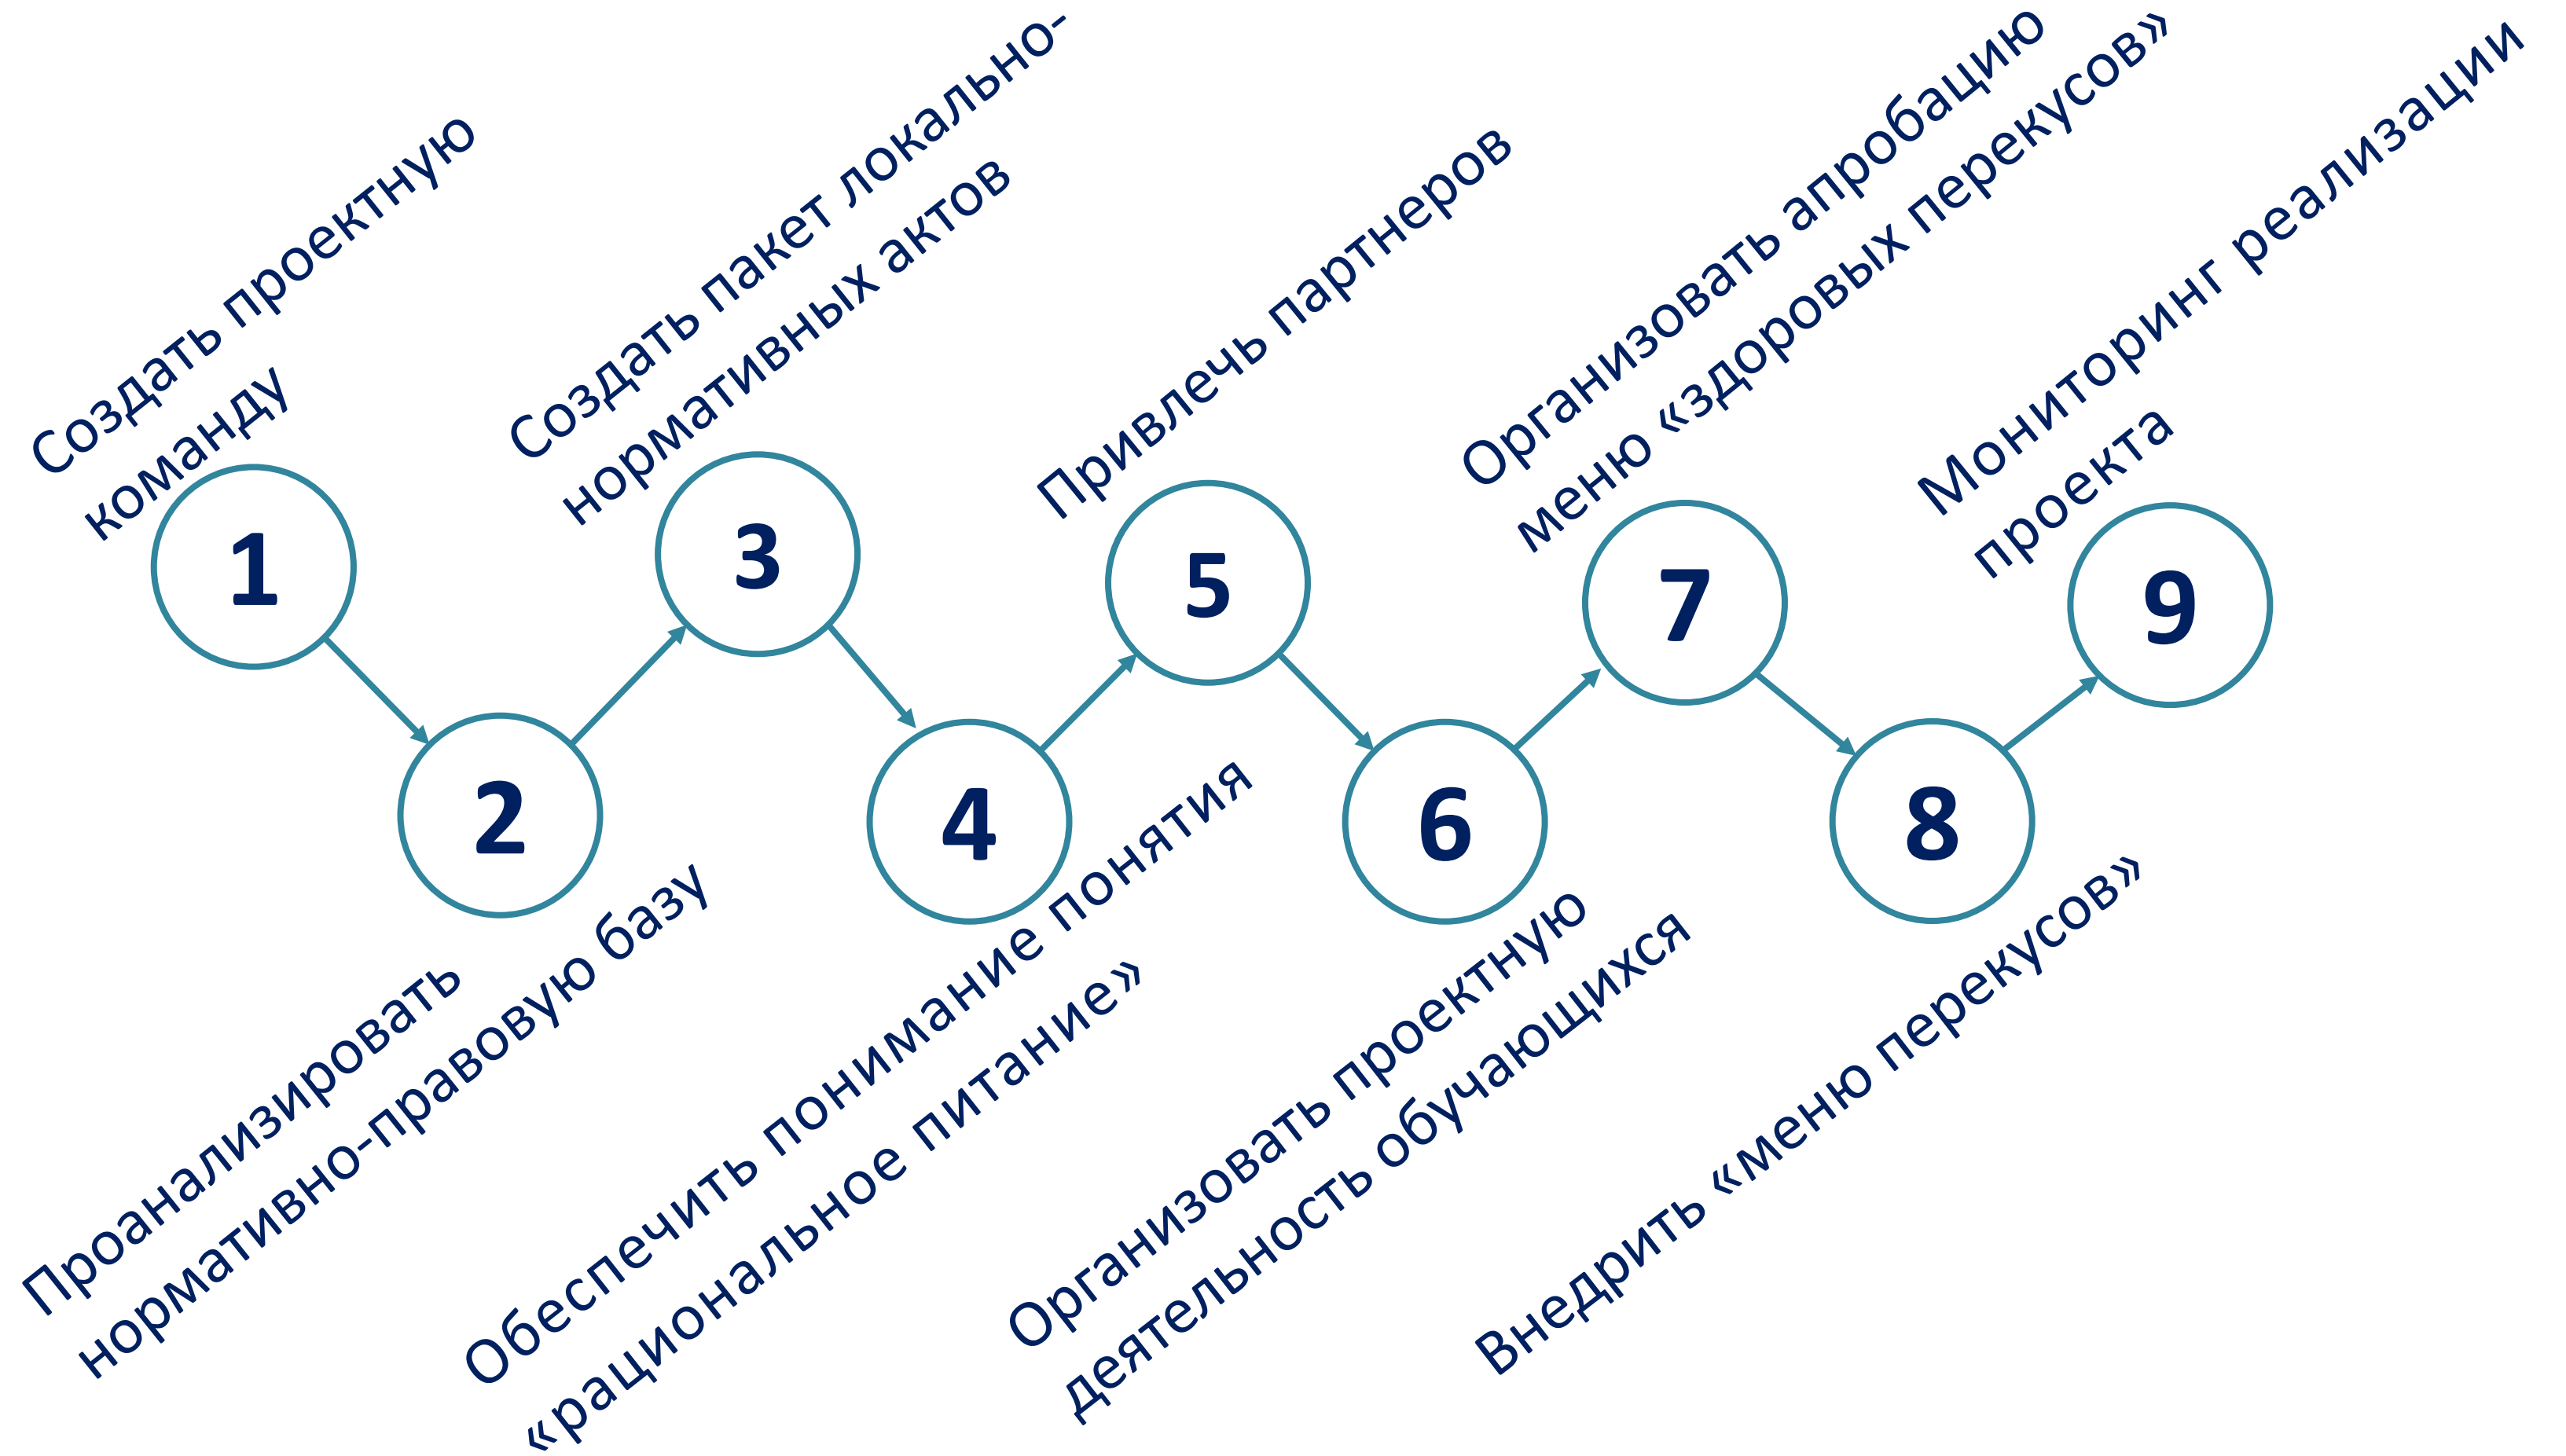 Создать проектную
команду
1
Проанализировать
нормативно-правовую базу
2
Создать пакет локально-
нормативных актов
3
Обеспечить понимание понятия
«рациональное питание»
4
Привлечь партнеров
5
Организовать проектную
деятельность обучающихся
6
Организовать апробацию
меню «здоровых перекусов»
7
Внедрить «меню перекусов»
8
Мониторинг реализации
проекта
9